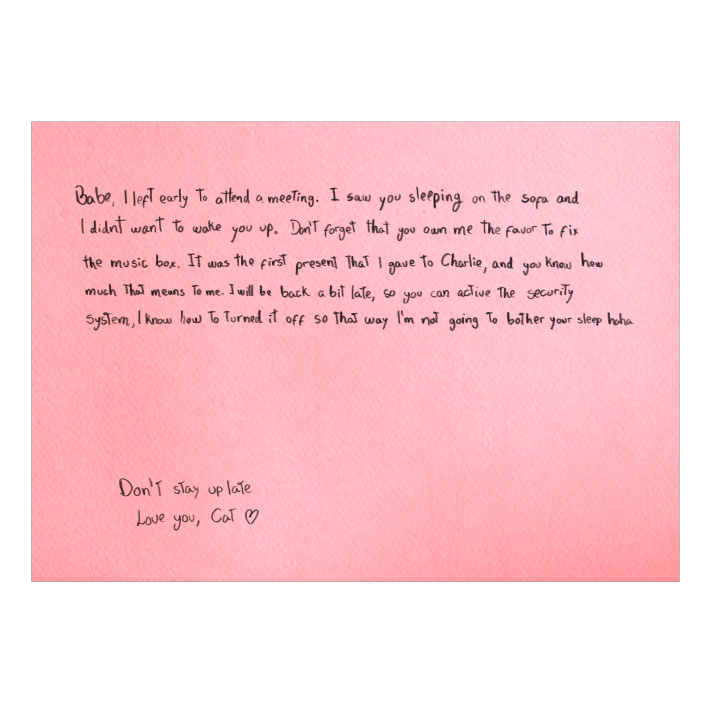 Babe, I left early to attend a meeting. I saw you sleeping on the sofa and
I didn't want to wake you up. Don't forget that you own me the favor to fix
the music box. It was the first present that I gave to Charlie, and you know how
much that means to me. I will be back a bit late, so you can active the security
system, I know how to turned it off so that way I'm not going to bother your sleep haha
Don't stay up late
Love you, Cat ♡